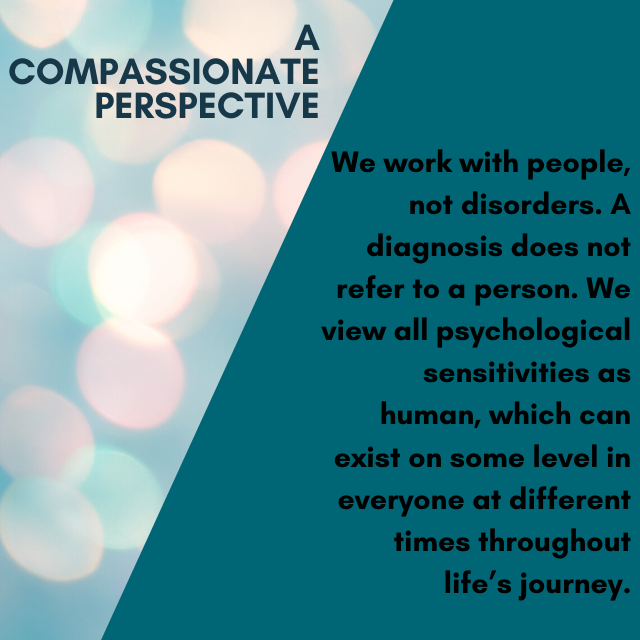 A
COMPASSIONATE
PERSPECTIVE
We work with people,
not disorders. A
diagnosis does not
refer to a person. We
view all psychological
sensitivities as
human, which can
exist on some level in
everyone at different
times throughout
life’s journey.